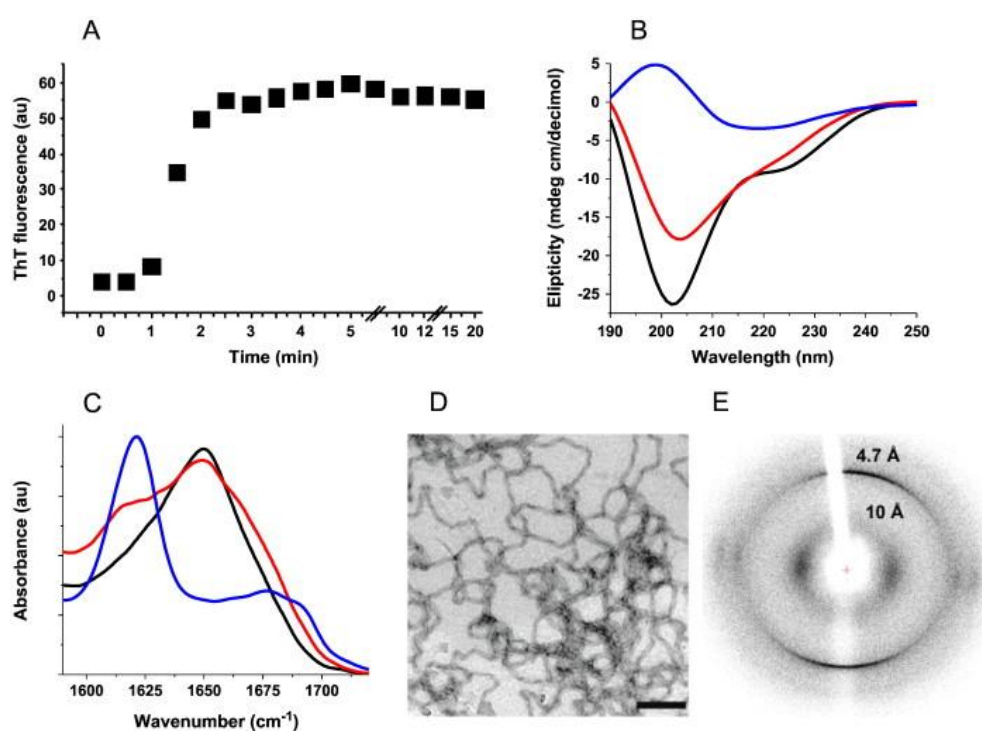 A
ThT fluorescence (au)
60
50
40
30
20
10
0
0 1 2 3 4 5 10 12 15 20
Time (min)
B
Elipticity (mdeg cm/decimol)
5
0
-5
-10
-15
-20
-25
190 200 210 220 230 240 250
Wavelength (nm)
C
Absorbance (au)
1600 1625 1650 1675 1700
Wavenumber (cm-1)
D
E
4.7 Å
10 Å